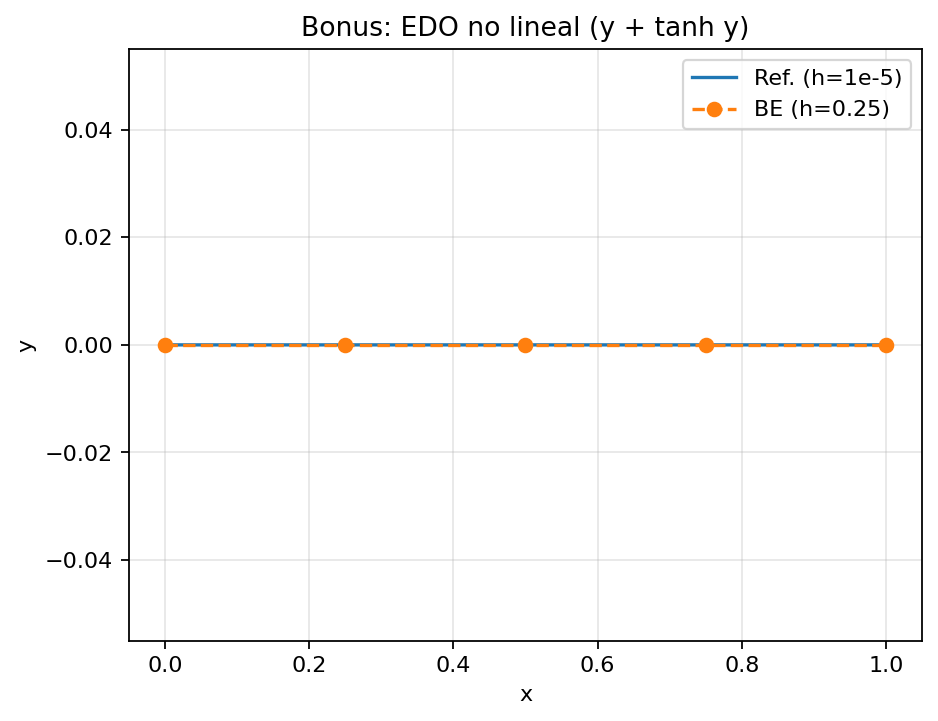 Bonus: EDO no lineal (y + tanh y)
Ref. (h=1e-5)
BE (h=0.25)
0.04
0.02
0.00
−0.02
−0.04
y
0.0 0.2 0.4 0.6 0.8 1.0
x